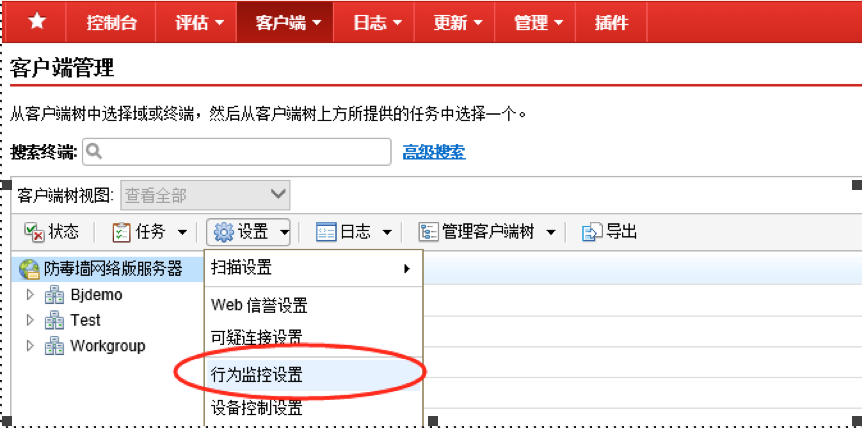 ★ 控制台 评估 客户端 日志 更新 管理 插件
客户端管理
从客户端树中选择域或终端，然后从客户端树上方所提供的任务中选择一个。
搜索终端: 高级搜索
客户端树视图: 查看全部
状态 任务 设置 日志 管理客户端树 导出
防毒墙网络版服务器
扫描设置
Bjdemo
Web 信誉设置
Test
可疑连接设置
Workgroup
行为监控设置
设备控制设置